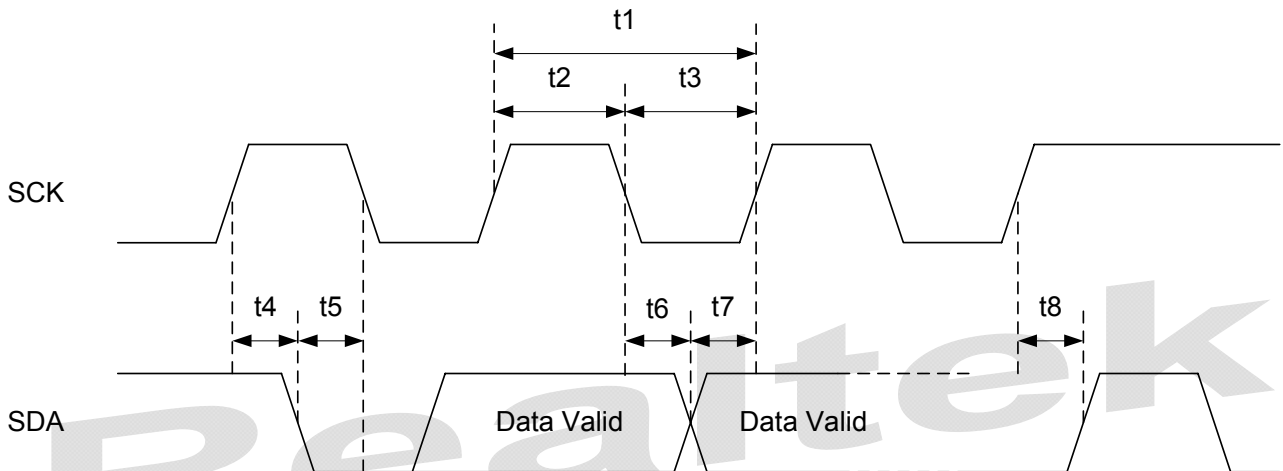 t1
t2 t3
SCK
t4 t5 t6 t7 t8
SDA Data Valid Data Valid
Realtek